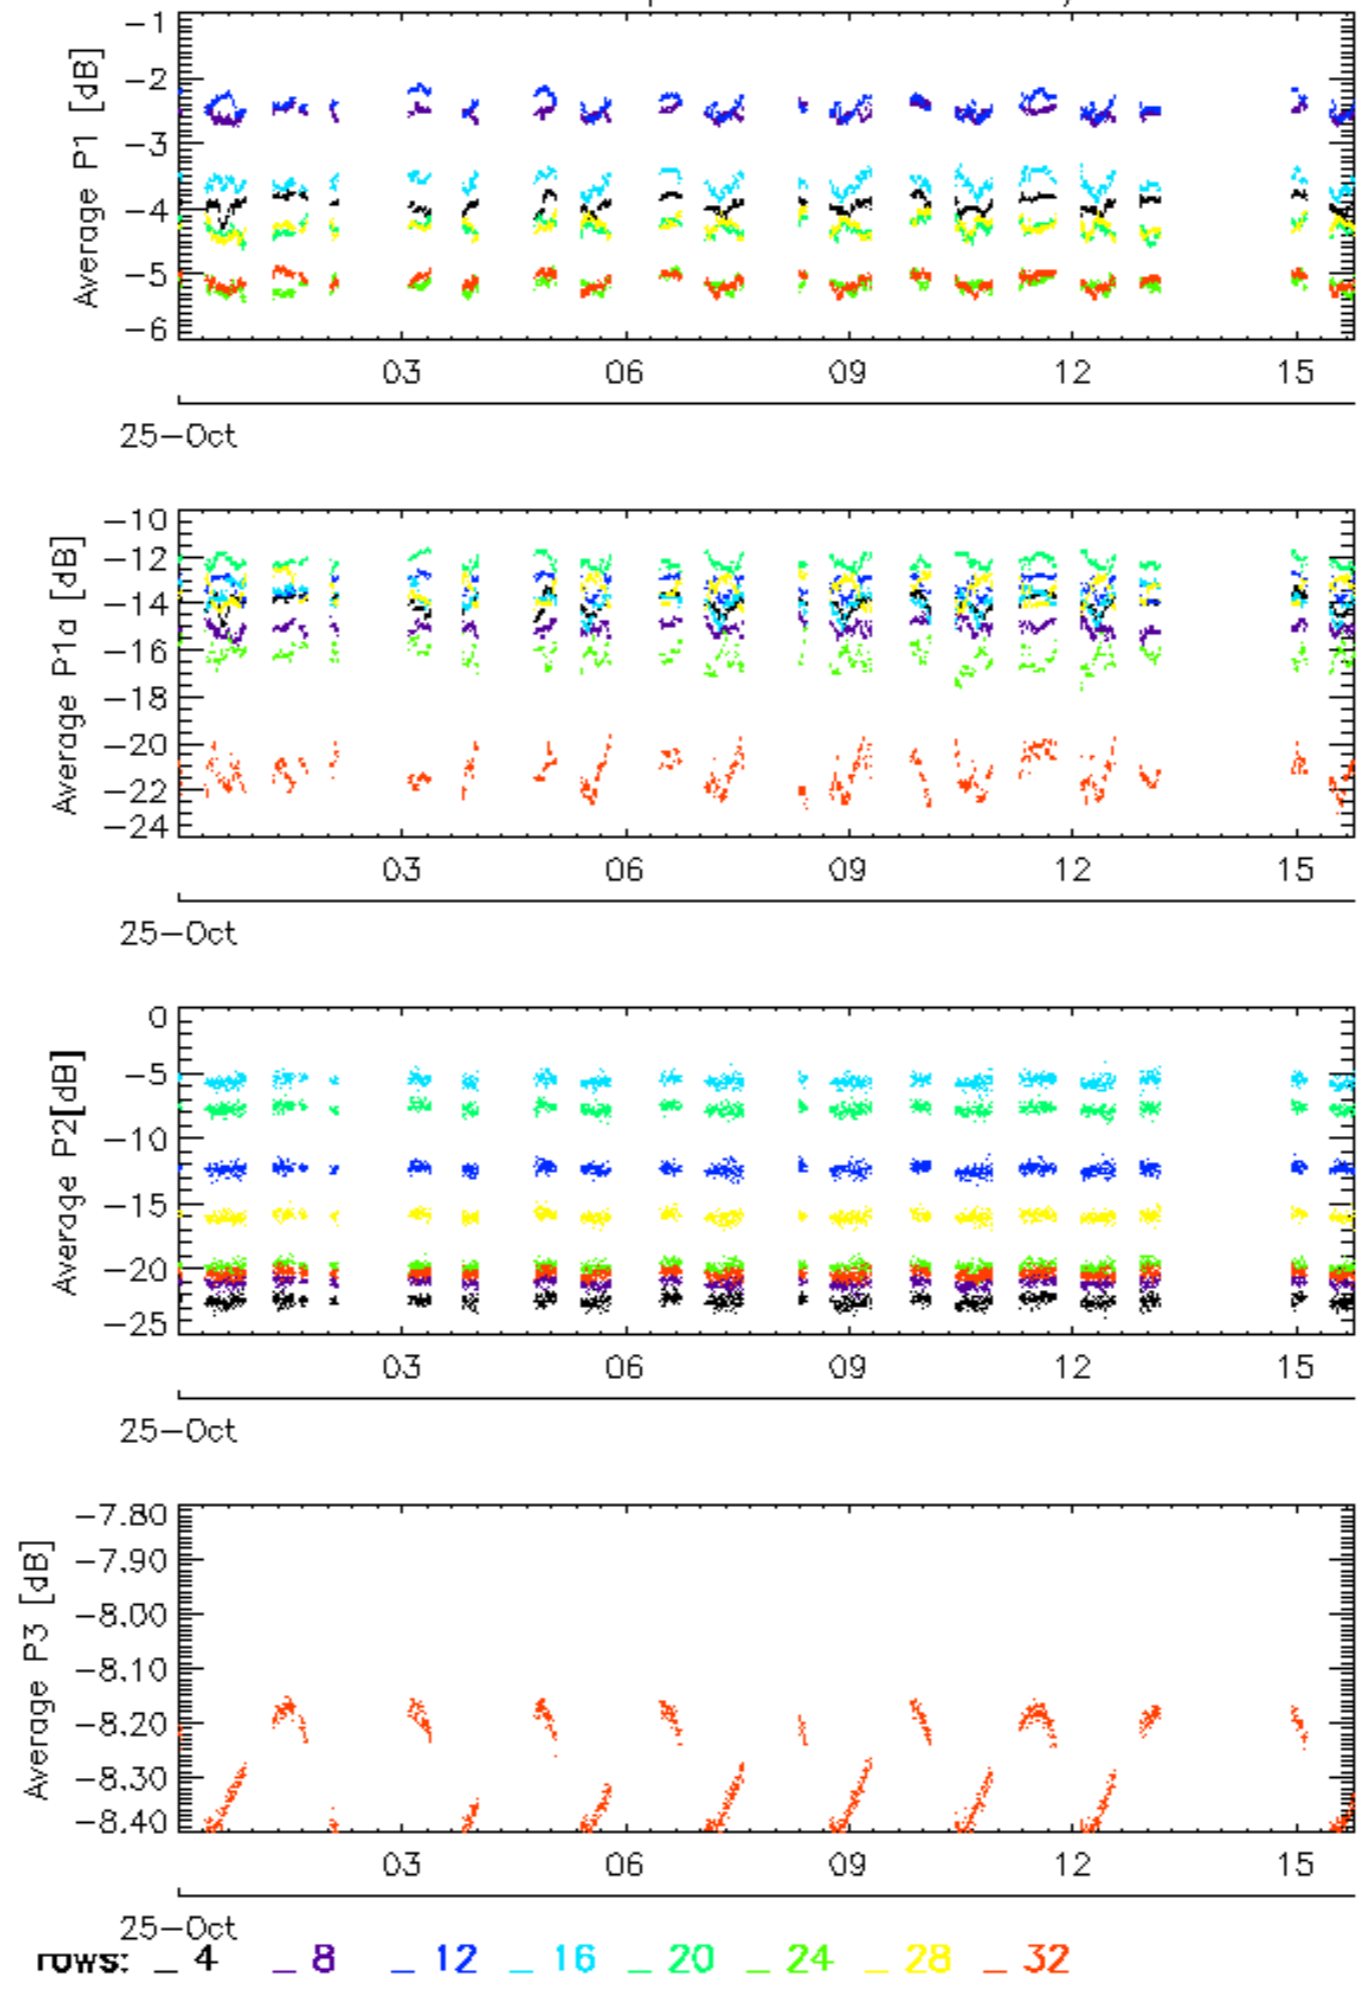 Average P1 [dB]
-1
-2
-3
-4
-5
-6
03 06 09 12 15
25-Oct
Average P1a [dB]
-10
-12
-14
-16
-18
-20
-22
-24
03 06 09 12 15
25-Oct
Average P2[dB]
0
-5
-10
-15
-20
-25
03 06 09 12 15
25-Oct
Average P3 [dB]
-7.80
-7.90
-8.00
-8.10
-8.20
-8.30
-8.40
03 06 09 12 15
25-Oct
rows: _ 4 _ 8 _ 12 _ 16 _ 20 _ 24 _ 28 _ 32